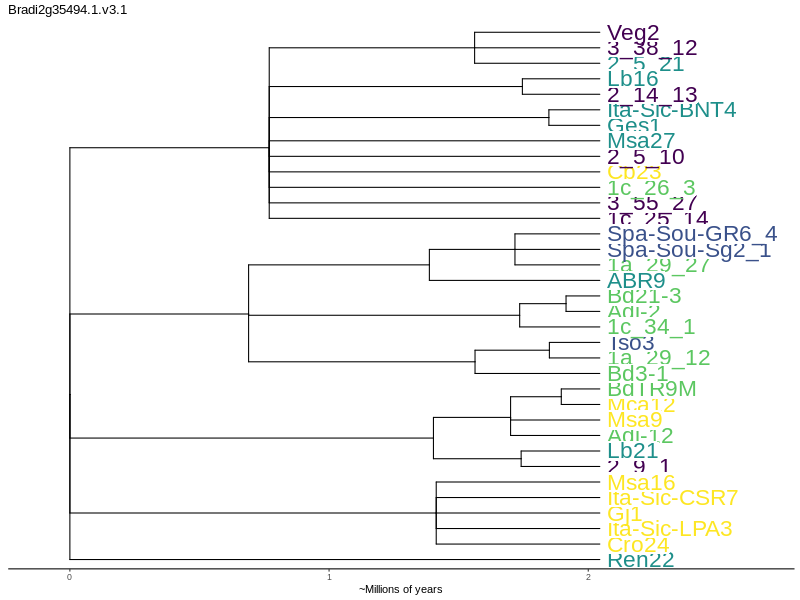 Bradi2g35494.1.v3.1
Veg2
3_38_12
2_5_21
Lb16
2_14_13
Ita-Sic-BNT4
Ges1
Msa27
2_5_10
Cb23
1c_26_3
3_55_27
1c_25_14
Spa-Sou-GR6_4
Spa-Sou-Sg2_1
1a_29_27
ABR9
Bd21-3
Adi-2
1c_34_1
Tso3
1a_29_12
Bd3-1
BdTR9M
Mca12
Msa9
Adi-12
Lb21
2_9_1
Msa16
Ita-Sic-CSR7
Gj1
Ita-Sic-LPA3
Cro24
Ren22
0 1 2
~Millions of years